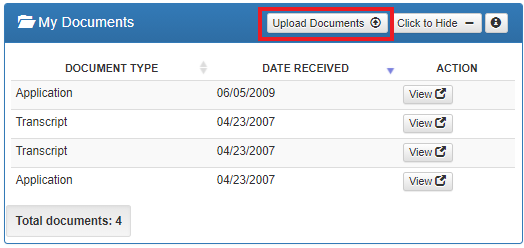 My Documents Upload Documents Click to Hide
DOCUMENT TYPE DATE RECEIVED ACTION
Application 06/05/2009 View
Transcript 04/23/2007 View
Transcript 04/23/2007 View
Application 04/23/2007 View
Total documents: 4